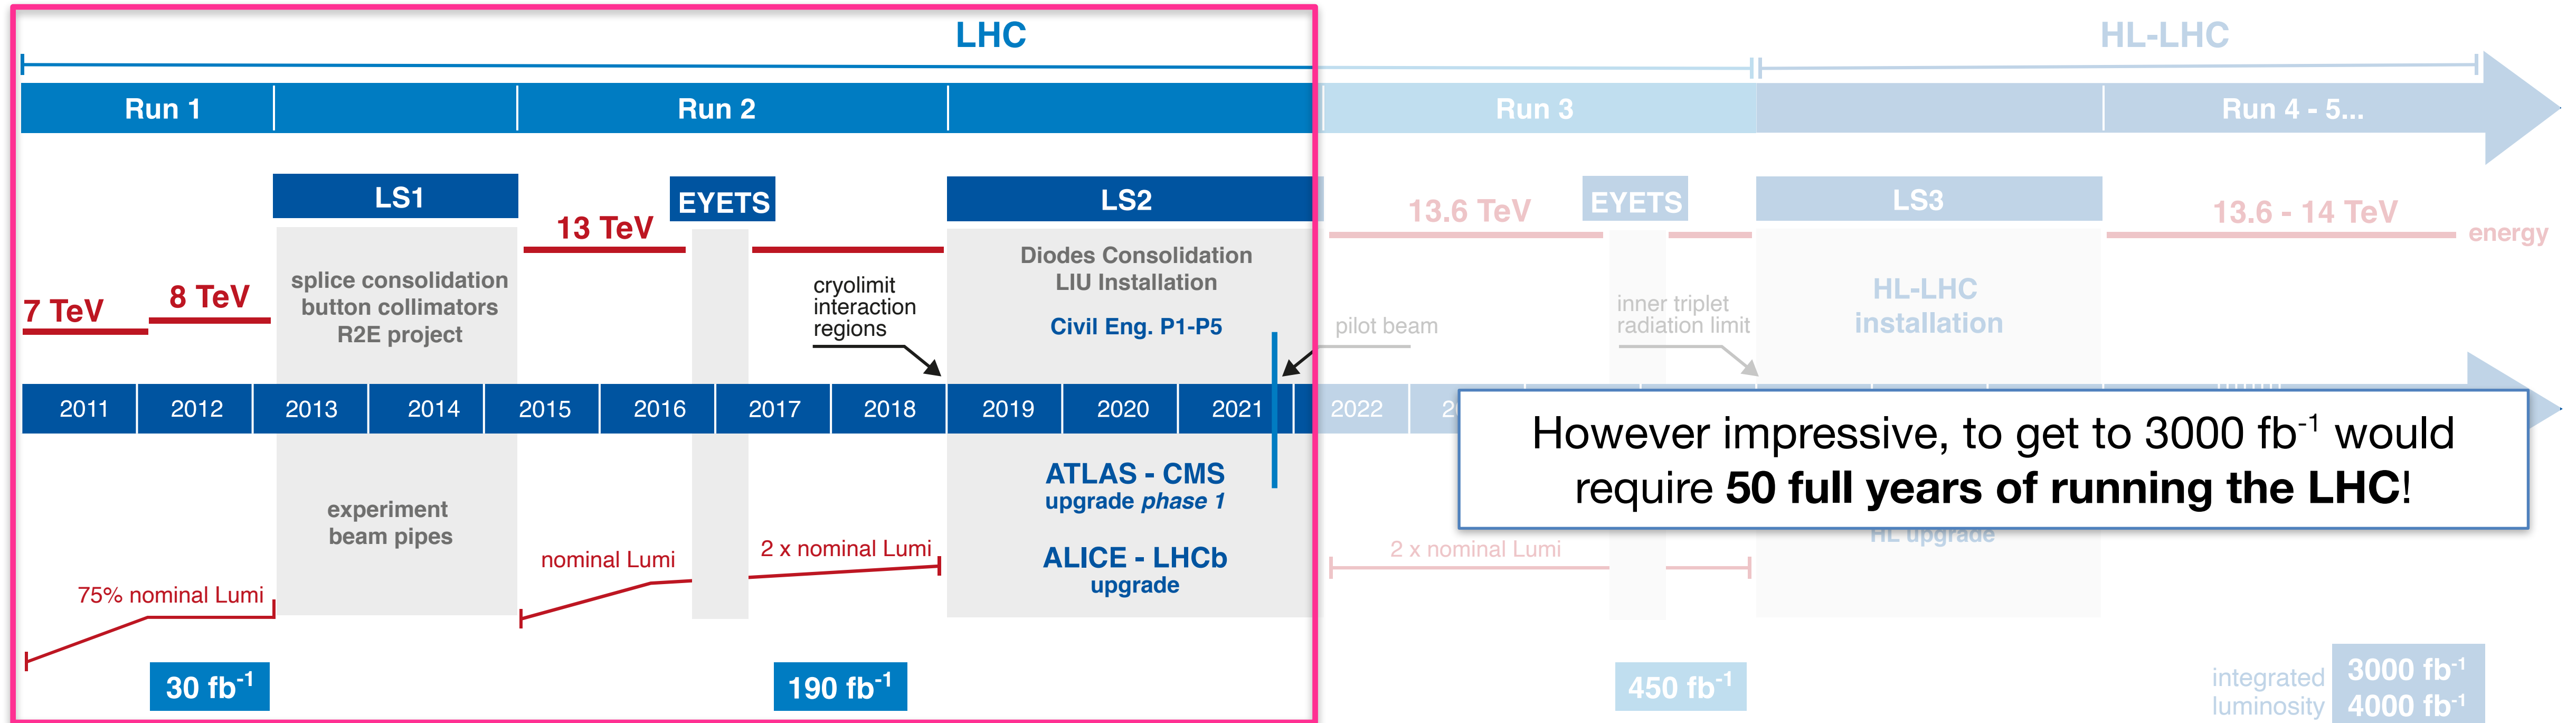 LHC
HL-LHC
Run 1
Run 2
Run 3
Run 4 - 5...
LS1
EYETS
LS2
EYETS
LS3
13 TeV
13.6 TeV
13.6 - 14 TeV
energy
7 TeV
8 TeV
splice consolidation
button collimators
R2E project
cryolimit
interaction
regions
Diodes Consolidation
LIU Installation
Civil Eng. P1-P5
pilot beam
inner triplet
radiation limit
HL-LHC
installation
2011
2012
2013
2014
2015
2016
2017
2018
2019
2020
2021
2022
However impressive, to get to 3000 fb⁻¹ would
require 50 full years of running the LHC!
experiment
beam pipes
ATLAS - CMS
upgrade phase 1
ALICE - LHCb
upgrade
HL upgrade
75% nominal Lumi
nominal Lumi
2 x nominal Lumi
2 x nominal Lumi
30 fb⁻¹
190 fb⁻¹
450 fb⁻¹
integrated
luminosity
3000 fb⁻¹
4000 fb⁻¹